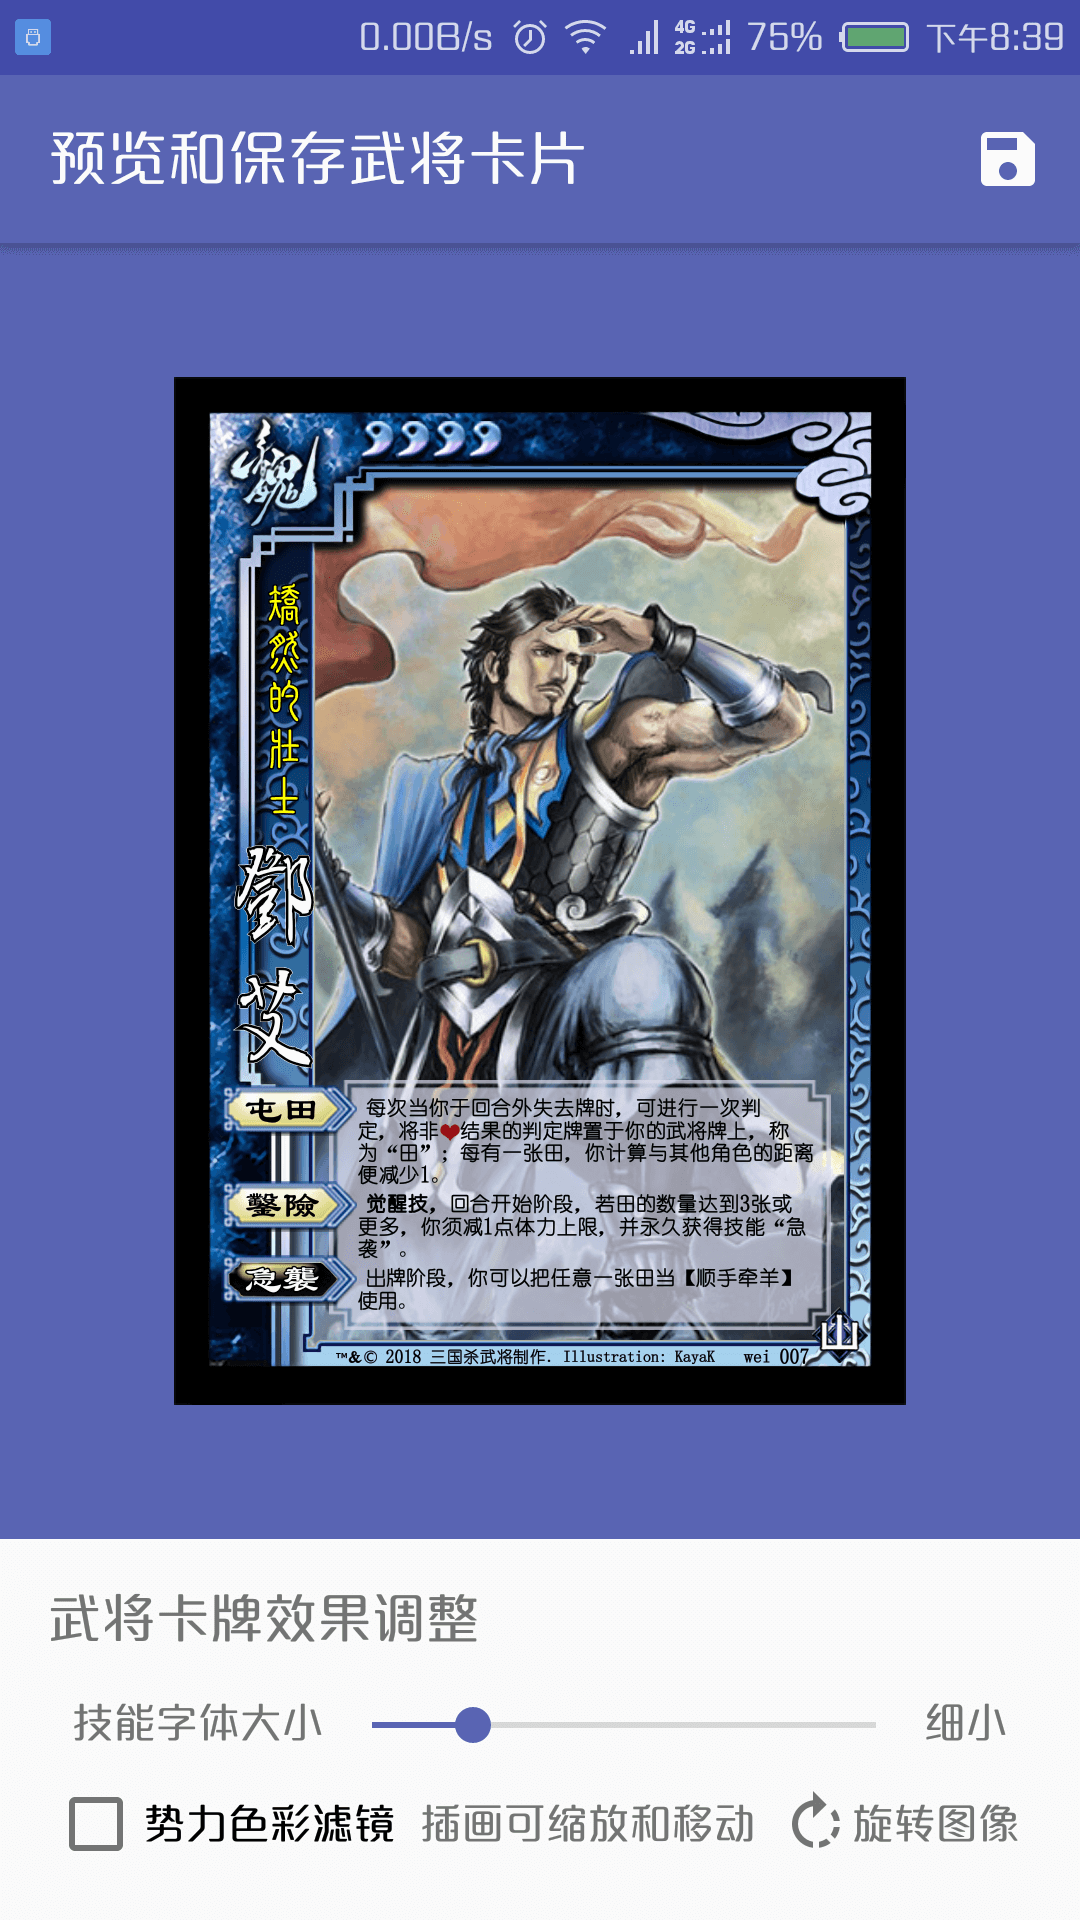 0.00B/s 4G 2G 75% 下午8:39
预览和保存武将卡片
魏
矯然的壯士
鄧艾
屯田
每次当你于回合外失去牌时，可进行一次判
定，将非❤结果的判定牌置于你的武将牌上，称
为“田”；每有一张田，你计算与其他角色的距离
便减少1。
鑿險
觉醒技，回合开始阶段，若田的数量达到3张或
更多，你须减1点体力上限，并永久获得技能“急
袭”。
急襲
出牌阶段，你可以把任意一张田当【顺手牵羊】
使用。
™&© 2018 三国杀武将制作. Illustration: KayaK wei 007
山
武将卡牌效果调整
技能字体大小 细小
势力色彩滤镜 插画可缩放和移动 旋转图像